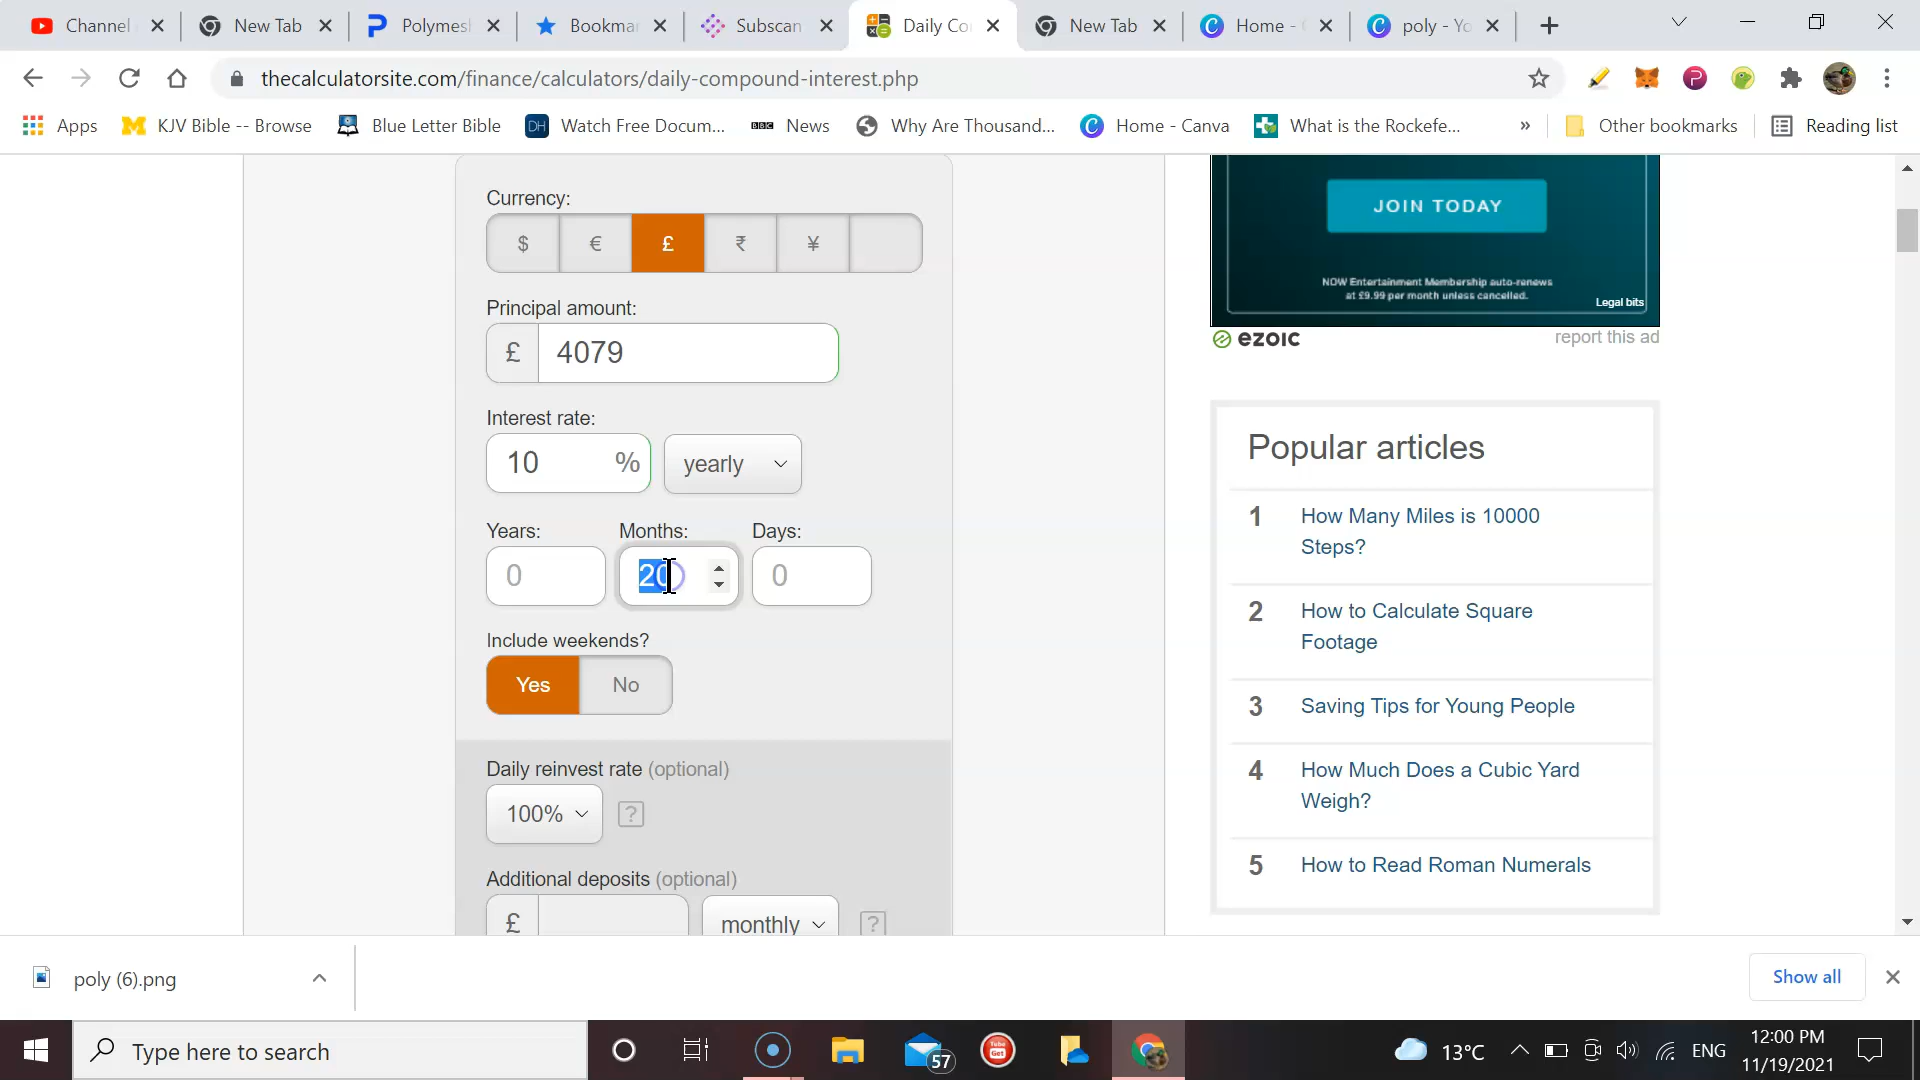 Channel
New Tab
Polymesh
Bookmar
Subscan
Daily Co
New Tab
Home -
poly - Yo
thecalculatorsite.com/finance/calculators/daily-compound-interest.php
Apps
KJV Bible -- Browse
Blue Letter Bible
DH
Watch Free Docum...
BBC
News
Why Are Thousand...
Home - Canva
What is the Rockefe...
»
Other bookmarks
Reading list
Currency:
$ € £ ₹ ¥
Principal amount:
£ 4079
Interest rate:
10 % yearly
Years: Months: Days:
0 20 0
Include weekends?
Yes No
Daily reinvest rate (optional)
100% ?
Additional deposits (optional)
£ monthly ?
JOIN TODAY
NOW Entertainment Membership auto-renews
at £9.99 per month unless cancelled.
Legal bits
ezoic
report this ad
Popular articles
1 How Many Miles is 10000
Steps?
2 How to Calculate Square
Footage
3 Saving Tips for Young People
4 How Much Does a Cubic Yard
Weigh?
5 How to Read Roman Numerals
poly (6).png
Show all
Type here to search
57
Tube
Get
13°C
ENG
12:00 PM
11/19/2021